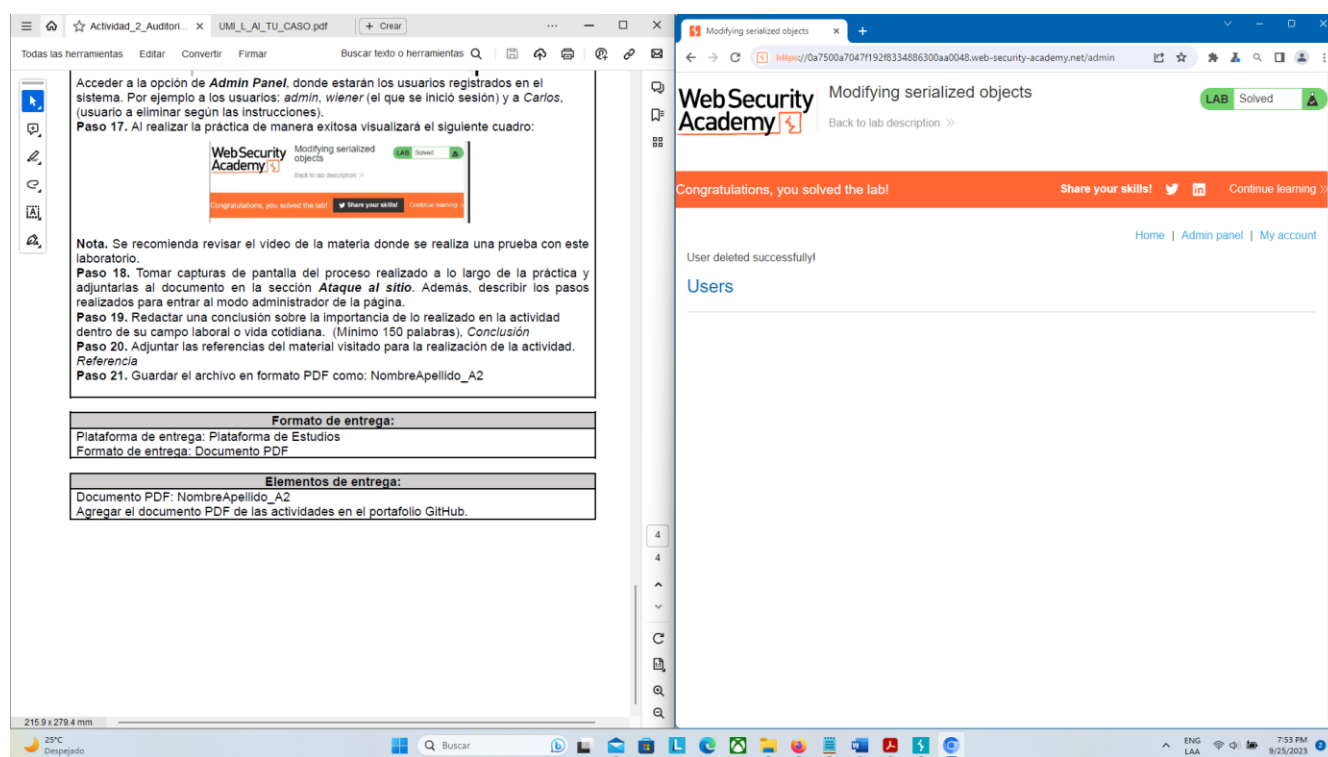 Actividad_2_Auditori...
UMI_L_AI_TU_CASO.pdf
+ Crear
Todas las herramientas Editar Convertir Firmar
Buscar texto o herramientas
Acceder a la opción de Admin Panel, donde estarán los usuarios registrados en el
sistema. Por ejemplo a los usuarios: admin, wiener (el que se inició sesión) y a Carlos,
(usuario a eliminar según las instrucciones).
Paso 17. Al realizar la práctica de manera exitosa visualizará el siguiente cuadro:
WebSecurity
Academy
Modifying serialized
objects
Back to lab description >>
LAB Solved
Congratulations, you solved the lab!
Share your skills!
Continue learning
Nota. Se recomienda revisar el vídeo de la materia donde se realiza una prueba con este
laboratorio.
Paso 18. Tomar capturas de pantalla del proceso realizado a lo largo de la práctica y
adjuntarlas al documento en la sección Ataque al sitio. Además, describir los pasos
realizados para entrar al modo administrador de la página.
Paso 19. Redactar una conclusión sobre la importancia de lo realizado en la actividad
dentro de su campo laboral o vida cotidiana. (Mínimo 150 palabras). Conclusión
Paso 20. Adjuntar las referencias del material visitado para la realización de la actividad.
Referencia
Paso 21. Guardar el archivo en formato PDF como: NombreApellido_A2
Formato de entrega:
Plataforma de entrega: Plataforma de Estudios
Formato de entrega: Documento PDF
Elementos de entrega:
Documento PDF: NombreApellido_A2
Agregar el documento PDF de las actividades en el portafolio GitHub.
4
4
215.9 x 279.4 mm
Modifying serialized objects
https://0a7500a7047f192f8334886300aa0048.web-security-academy.net/admin
WebSecurity
Academy
Modifying serialized objects
Back to lab description >>
LAB Solved
Congratulations, you solved the lab!
Share your skills!
Continue learning >>
Home | Admin panel | My account
User deleted successfully!
Users
25°C
Despejado
Buscar
ENG
LAA
7:53 PM
9/25/2023
2